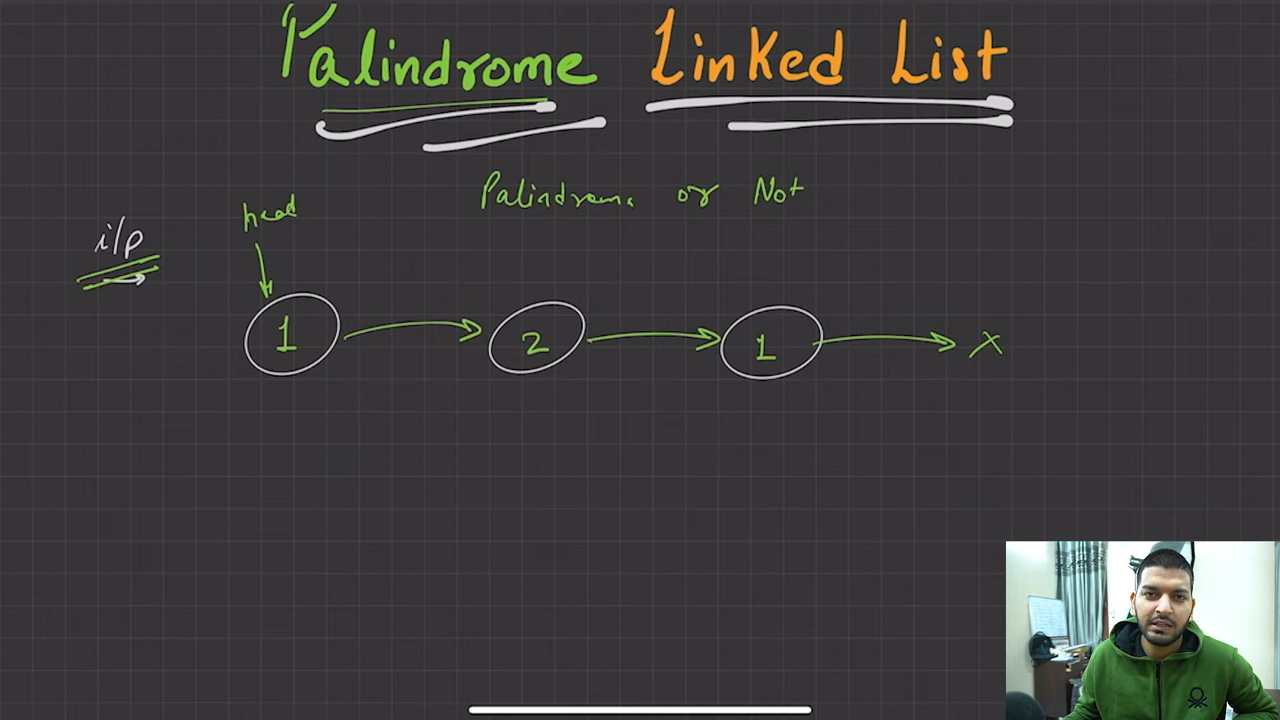 Palindrome Linked List
Palindrome or Not
head
i/p
1 2 1 X